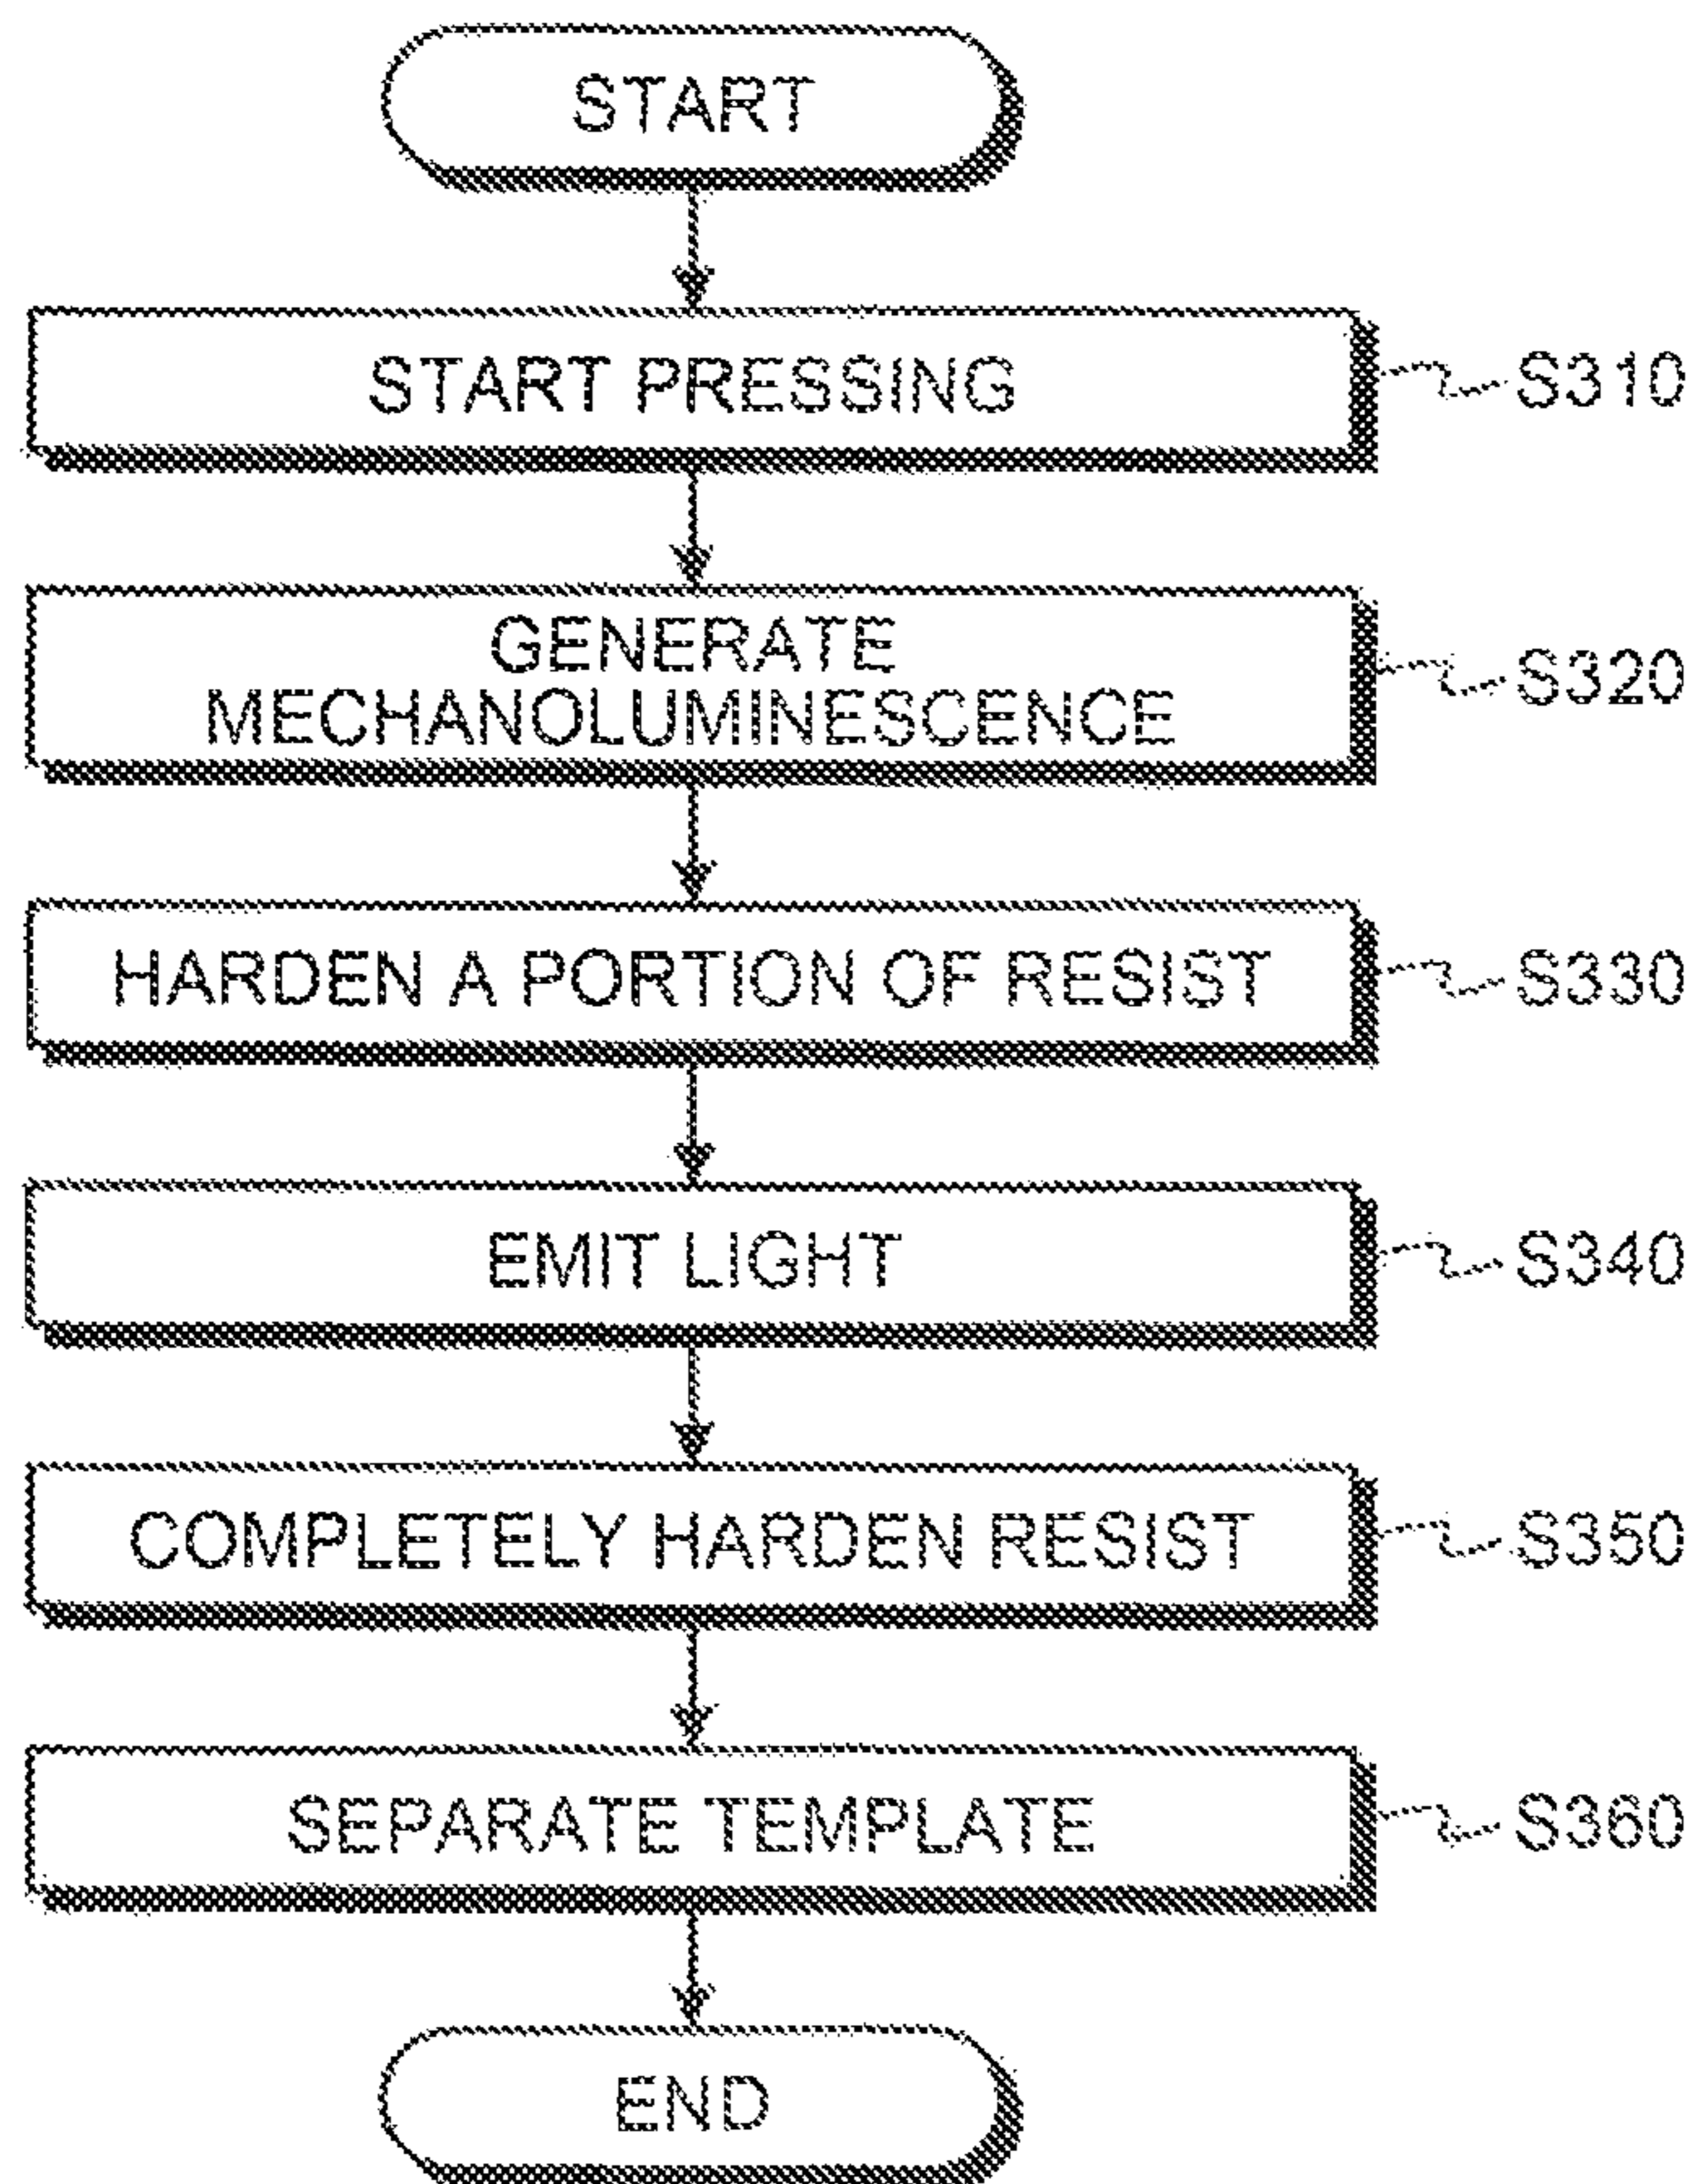 START
START PRESSING
S310
GENERATE
MECHANOLUMINESCENCE
S320
HARDEN A PORTION OF RESIST
S330
EMIT LIGHT
S340
COMPLETELY HARDEN RESIST
S350
SEPARATE TEMPLATE
S360
END